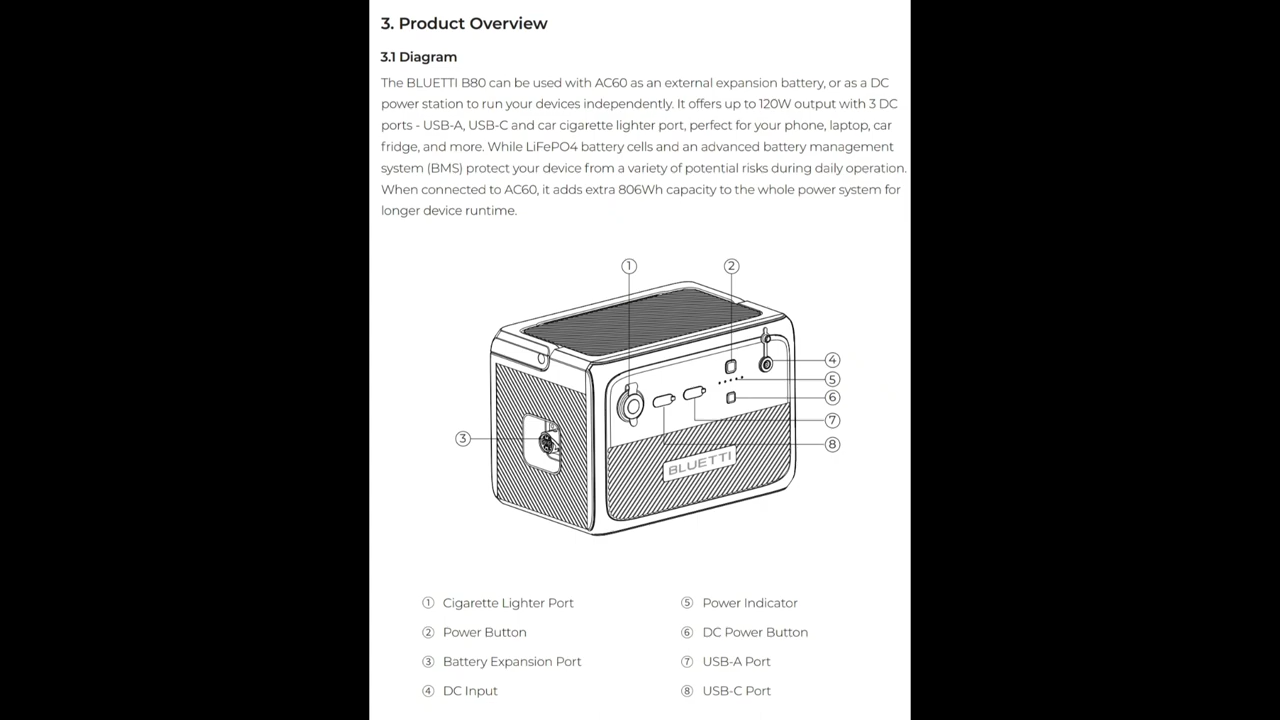 3. Product Overview
3.1 Diagram
The BLUETTI B80 can be used with AC60 as an external expansion battery, or as a DC
power station to run your devices independently. It offers up to 120W output with 3 DC
ports - USB-A, USB-C and car cigarette lighter port, perfect for your phone, laptop, car
fridge, and more. While LiFePO4 battery cells and an advanced battery management
system (BMS) protect your device from a variety of potential risks during daily operation.
When connected to AC60, it adds extra 806Wh capacity to the whole power system for
longer device runtime.
① ②
④
⑤
⑥
⑦
③ ⑧
BLUETTI
① Cigarette Lighter Port
② Power Button
③ Battery Expansion Port
④ DC Input
⑤ Power Indicator
⑥ DC Power Button
⑦ USB-A Port
⑧ USB-C Port